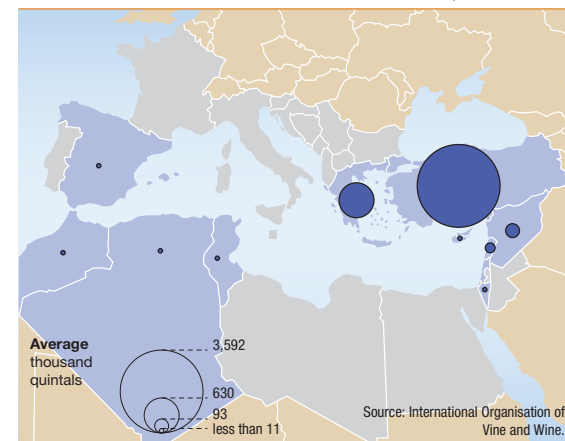 Average
thousand
quintals
3,592
630
93
less than 11
Source: International Organisation of
Vine and Wine.